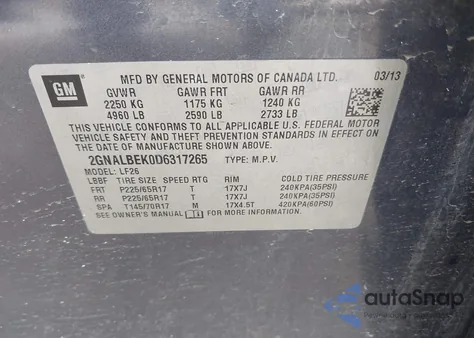 GM
MFD BY GENERAL MOTORS OF CANADA LTD. 03/13
GVWR GAWR FRT GAWR RR
2250 KG 1175 KG 1240 KG
4960 LB 2590 LB 2733 LB
THIS VEHICLE CONFORMS TO ALL APPLICABLE U.S. FEDERAL MOTOR
VEHICLE SAFETY, BUMPER, AND THEFT PREVENTION STANDARDS IN EFFECT ON
THE DATE OF MANUFACTURE SHOWN ABOVE.
2GNALBEK0D6317265 TYPE: M.P.V.
MODEL: LF26
LBBF TIRE SIZE SPEED RTG RIM COLD TIRE PRESSURE
FRT P225/65R17 T 17X7J 240KPA(35PSI)
RR P225/65R17 T 17X7J 240KPA(35PSI)
SPA T145/70R17 M 17X4.5T 420KPA(60PSI)
SEE OWNER'S MANUAL FOR MORE INFORMATION.
autoSnap